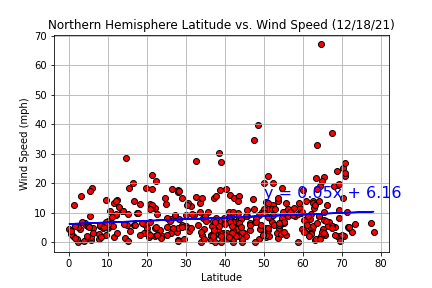 Northern Hemisphere Latitude vs. Wind Speed (12/18/21)
70
60
50
40
30
20
10
0
Wind Speed (mph)
y = 0.05x + 6.16
0 10 20 30 40 50 60 70 80
Latitude